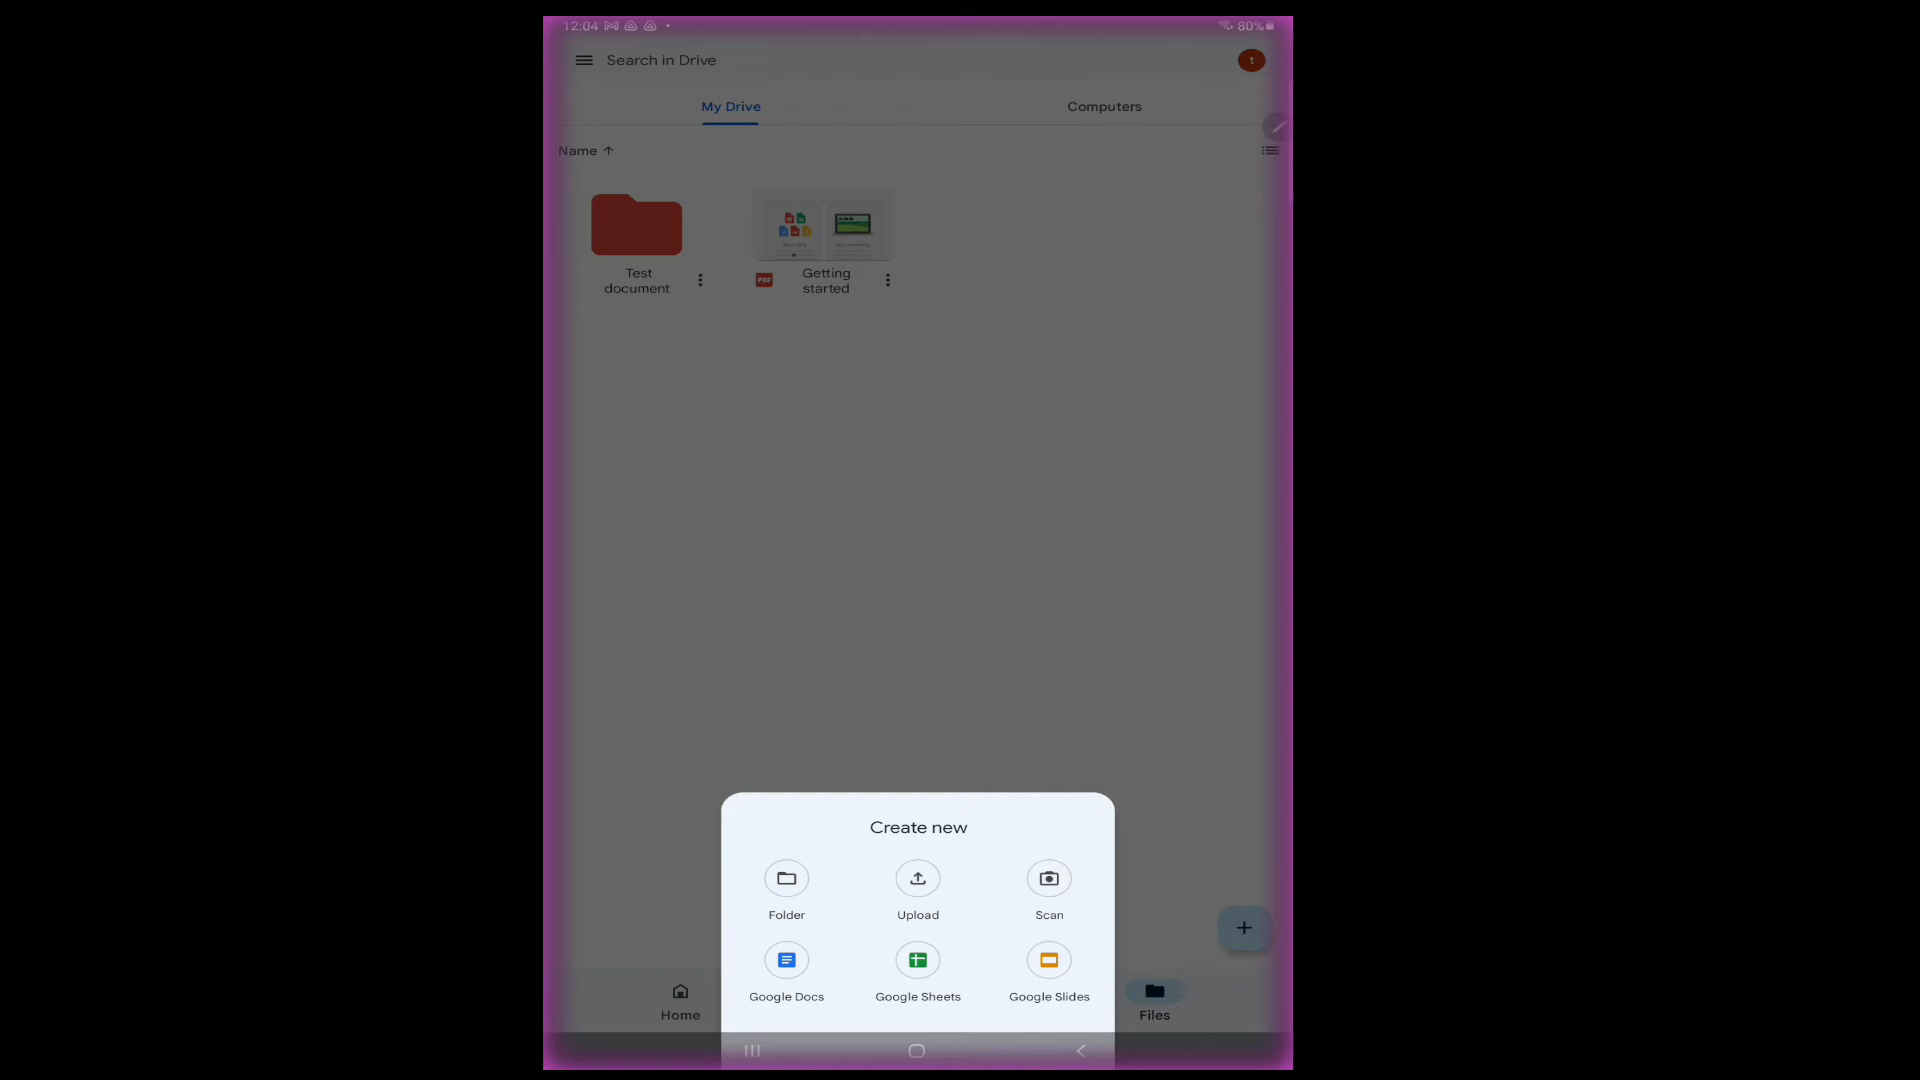 12:04
80%
Search in Drive
t
My Drive
Computers
Name
Test
document
PDF
Getting
started
Create new
Folder
Upload
Scan
Google Docs
Google Sheets
Google Slides
Home
Files